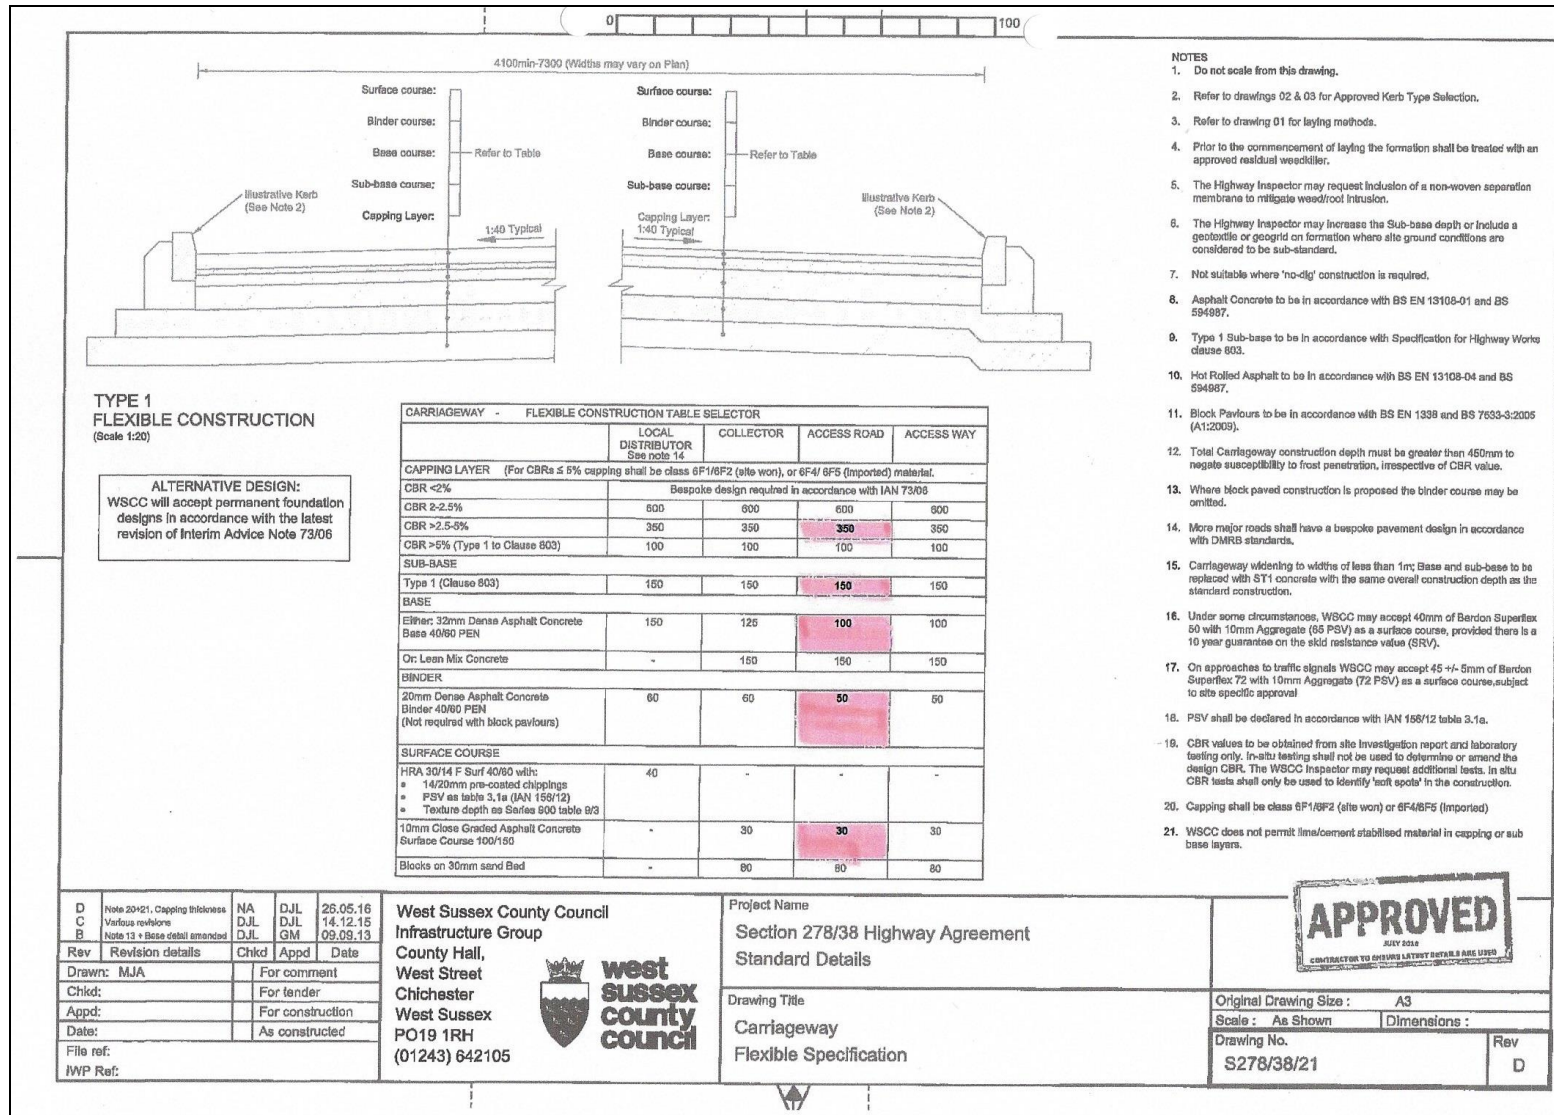 0 100
4100min-7300 (Widths may vary on Plan)
Surface course:
Binder course:
Base course:
Refer to Table
Sub-base course:
Capping Layer:
1:40 Typical
Illustrative Kerb
(See Note 2)
Surface course:
Binder course:
Base course:
Refer to Table
Sub-base course:
Capping Layer:
1:40 Typical
Illustrative Kerb
(See Note 2)
TYPE 1
FLEXIBLE CONSTRUCTION
(Scale 1:20)
ALTERNATIVE DESIGN:
WSCC will accept permanent foundation
designs in accordance with the latest
revision of Interim Advice Note 73/06
CARRIAGEWAY - FLEXIBLE CONSTRUCTION TABLE SELECTOR
LOCAL DISTRIBUTOR See note 14 COLLECTOR ACCESS ROAD ACCESS WAY
CAPPING LAYER (For CBRs ≤ 5% capping shall be class 6F1/6F2 (site won), or 6F4/ 6F5 (Imported) material.
CBR <2% Bespoke design required in accordance with IAN 73/06
CBR 2-2.5% 600 600 600 600
CBR >2.5-5% 350 350 350 350
CBR >5% (Type 1 to Clause 803) 100 100 100 100
SUB-BASE
Type 1 (Clause 803) 150 150 150 150
BASE
Either: 32mm Dense Asphalt Concrete 150 125 100 100
Base 40/60 PEN
Or: Lean Mix Concrete - 150 150 150
BINDER
20mm Dense Asphalt Concrete 60 60 50 50
Binder 40/60 PEN
(Not required with block paviours)
SURFACE COURSE
HRA 30/14 F Surf 40/60 with: 40 - - -
• 14/20mm pre-coated chippings
• PSV as table 3,1a (IAN 156/12)
• Texture depth as Series 900 table 9/3
10mm Close Graded Asphalt Concrete - 30 30 30
Surface Course 100/150
Blocks on 30mm sand Bed - 80 80 80
NOTES
1. Do not scale from this drawing.
2. Refer to drawings 02 & 03 for Approved Kerb Type Selection.
3. Refer to drawing 01 for laying methods.
4. Prior to the commencement of laying the formation shall be treated with an
approved residual weedkiller.
5. The Highway Inspector may request inclusion of a non-woven separation
membrane to mitigate weed/root intrusion.
6. The Highway Inspector may increase the Sub-base depth or include a
geotextile or geogrid on formation where site ground conditions are
considered to be sub-standard.
7. Not suitable where 'no-dig' construction is required.
8. Asphalt Concrete to be in accordance with BS EN 13108-01 and BS
594987.
9. Type 1 Sub-base to be in accordance with Specification for Highway Works
clause 803.
10. Hot Rolled Asphalt to be in accordance with BS EN 13108-04 and BS
594987.
11. Block Paviours to be in accordance with BS EN 1338 and BS 7533-3:2005
(A1:2009).
12. Total Carriageway construction depth must be greater than 450mm to
negate susceptibility to frost penetration, irrespective of CBR value.
13. Where block paved construction is proposed the binder course may be
omitted.
14. More major roads shall have a bespoke pavement design in accordance
with DMRB standards.
15. Carriageway widening to widths of less than 1m; Base and sub-base to be
replaced with ST1 concrete with the same overall construction depth as the
standard construction.
16. Under some circumstances, WSCC may accept 40mm of Bardon Superflex
50 with 10mm Aggregate (65 PSV) as a surface course, provided there is a
10 year guarantee on the skid resistance value (SRV).
17. On approaches to traffic signals WSCC may accept 45 +/- 5mm of Bardon
Superflex 72 with 10mm Aggregate (72 PSV) as a surface course,subject
to site specific approval
18. PSV shall be declared in accordance with IAN 156/12 table 3.1a.
19. CBR values to be obtained from site investigation report and laboratory
testing only. In-situ testing shall not be used to determine or amend the
design CBR. The WSCC Inspector may request additional tests. In situ
CBR tests shall only be used to identify 'soft spots' in the construction.
20. Capping shall be class 6F1/6F2 (site won) or 6F4/6F5 (Imported)
21. WSCC does not permit lime/cement stabilised material in capping or sub
base layers.
D Note 20+21, Capping thickness NA DJL 26.05.16
C Various revisions DJL DJL 14.12.15
B Note 13 + Base detail amended DJL GM 09.09.13
Rev Revision details Chkd Appd Date
Drawn: MJA For comment
Chkd: For tender
Appd: For construction
Date: As constructed
File ref:
IWP Ref:
West Sussex County Council
Infrastructure Group
County Hall,
West Street
Chichester
West Sussex
PO19 1RH
(01243) 642105
west
sussex
county
council
Project Name
Section 278/38 Highway Agreement
Standard Details
Drawing Title
Carriageway
Flexible Specification
APPROVED
JULY 2016
CONTRACTOR TO ENSURE LATEST DETAILS ARE USED
Original Drawing Size : A3
Scale : As Shown Dimensions :
Drawing No. Rev
S278/38/21 D